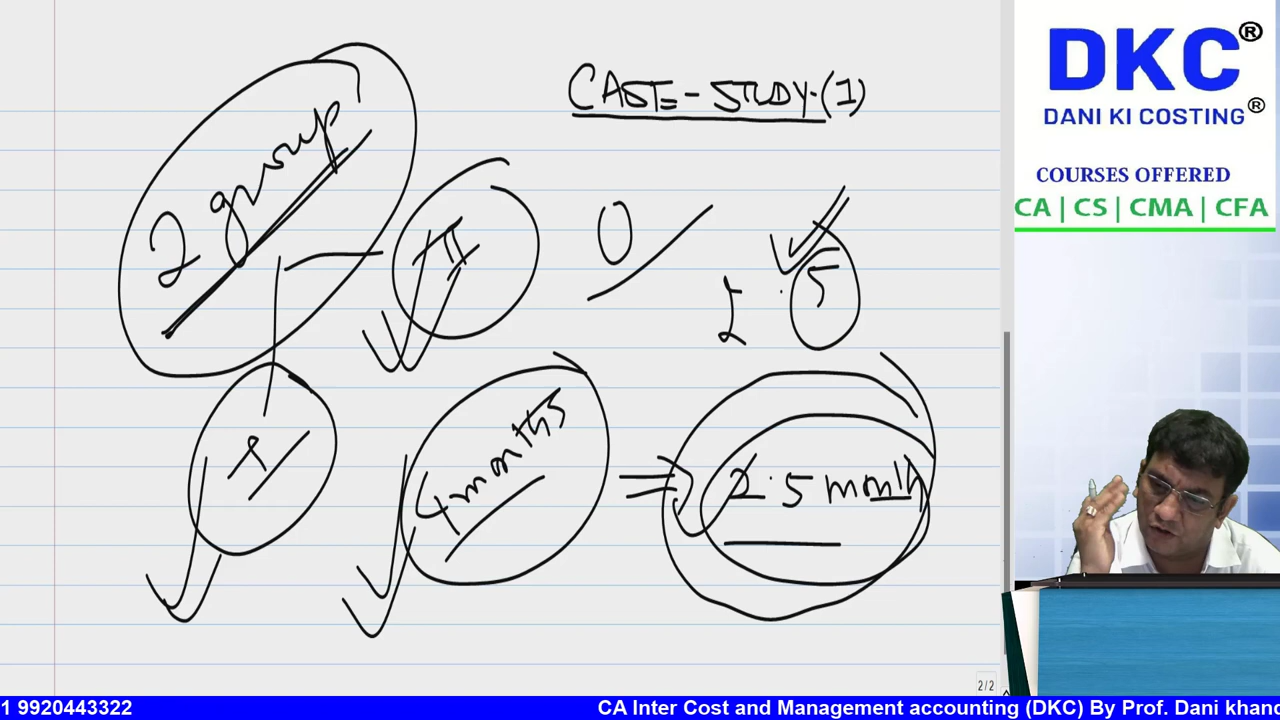 CASE - STUDY. (I)
2 group
II
0
I
5
I
4 months
⇒ 2.5 month
2/2
DKC®
DANI KI COSTING®
COURSES OFFERED
CA | CS | CMA | CFA
1 9920443322
CA Inter Cost and Management accounting (DKC) By Prof. Dani khand